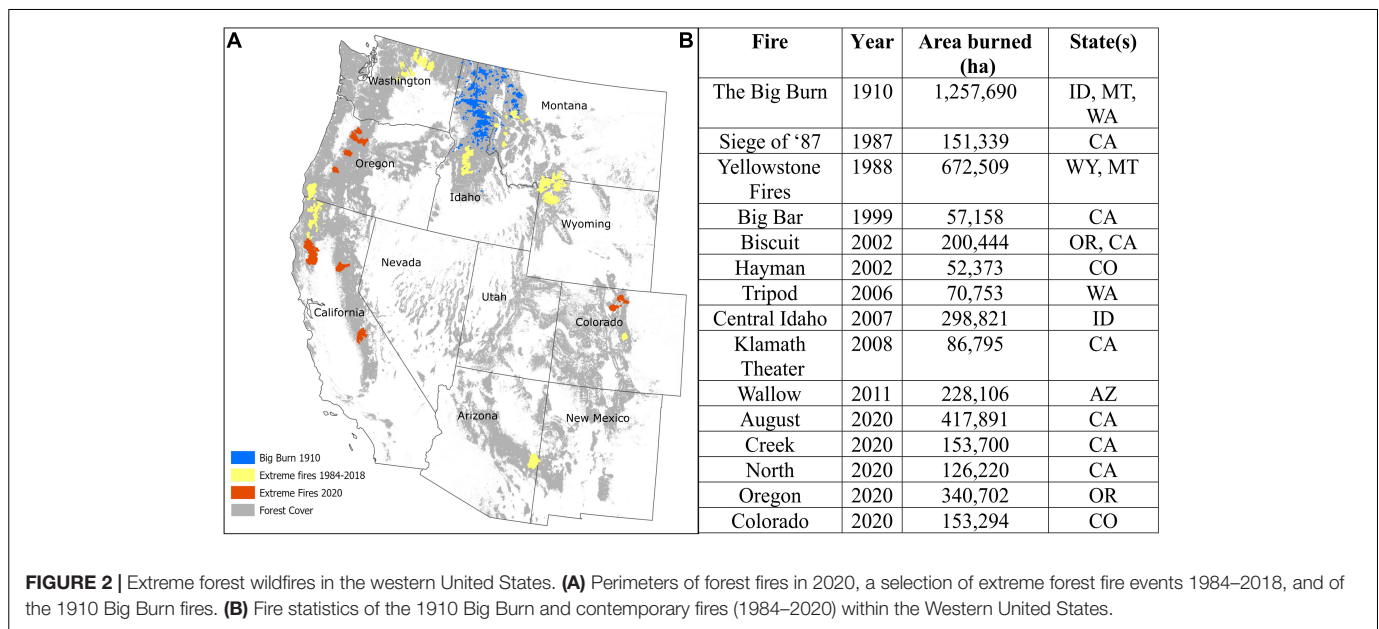 A
Washington
Montana
Oregon
Idaho
Wyoming
Nevada
Utah
Colorado
California
Arizona
New Mexico
Big Burn 1910
Extreme fires 1984-2018
Extreme Fires 2020
Forest Cover
B
Fire Year Area burned State(s)
(ha)
The Big Burn 1910 1,257,690 ID, MT,
WA
Siege of ‘87 1987 151,339 CA
Yellowstone 1988 672,509 WY, MT
Fires
Big Bar 1999 57,158 CA
Biscuit 2002 200,444 OR, CA
Hayman 2002 52,373 CO
Tripod 2006 70,753 WA
Central Idaho 2007 298,821 ID
Klamath 2008 86,795 CA
Theater
Wallow 2011 228,106 AZ
August 2020 417,891 CA
Creek 2020 153,700 CA
North 2020 126,220 CA
Oregon 2020 340,702 OR
Colorado 2020 153,294 CO
FIGURE 2 | Extreme forest wildfires in the western United States. (A) Perimeters of forest fires in 2020, a selection of extreme forest fire events 1984–2018, and of
the 1910 Big Burn fires. (B) Fire statistics of the 1910 Big Burn and contemporary fires (1984–2020) within the Western United States.